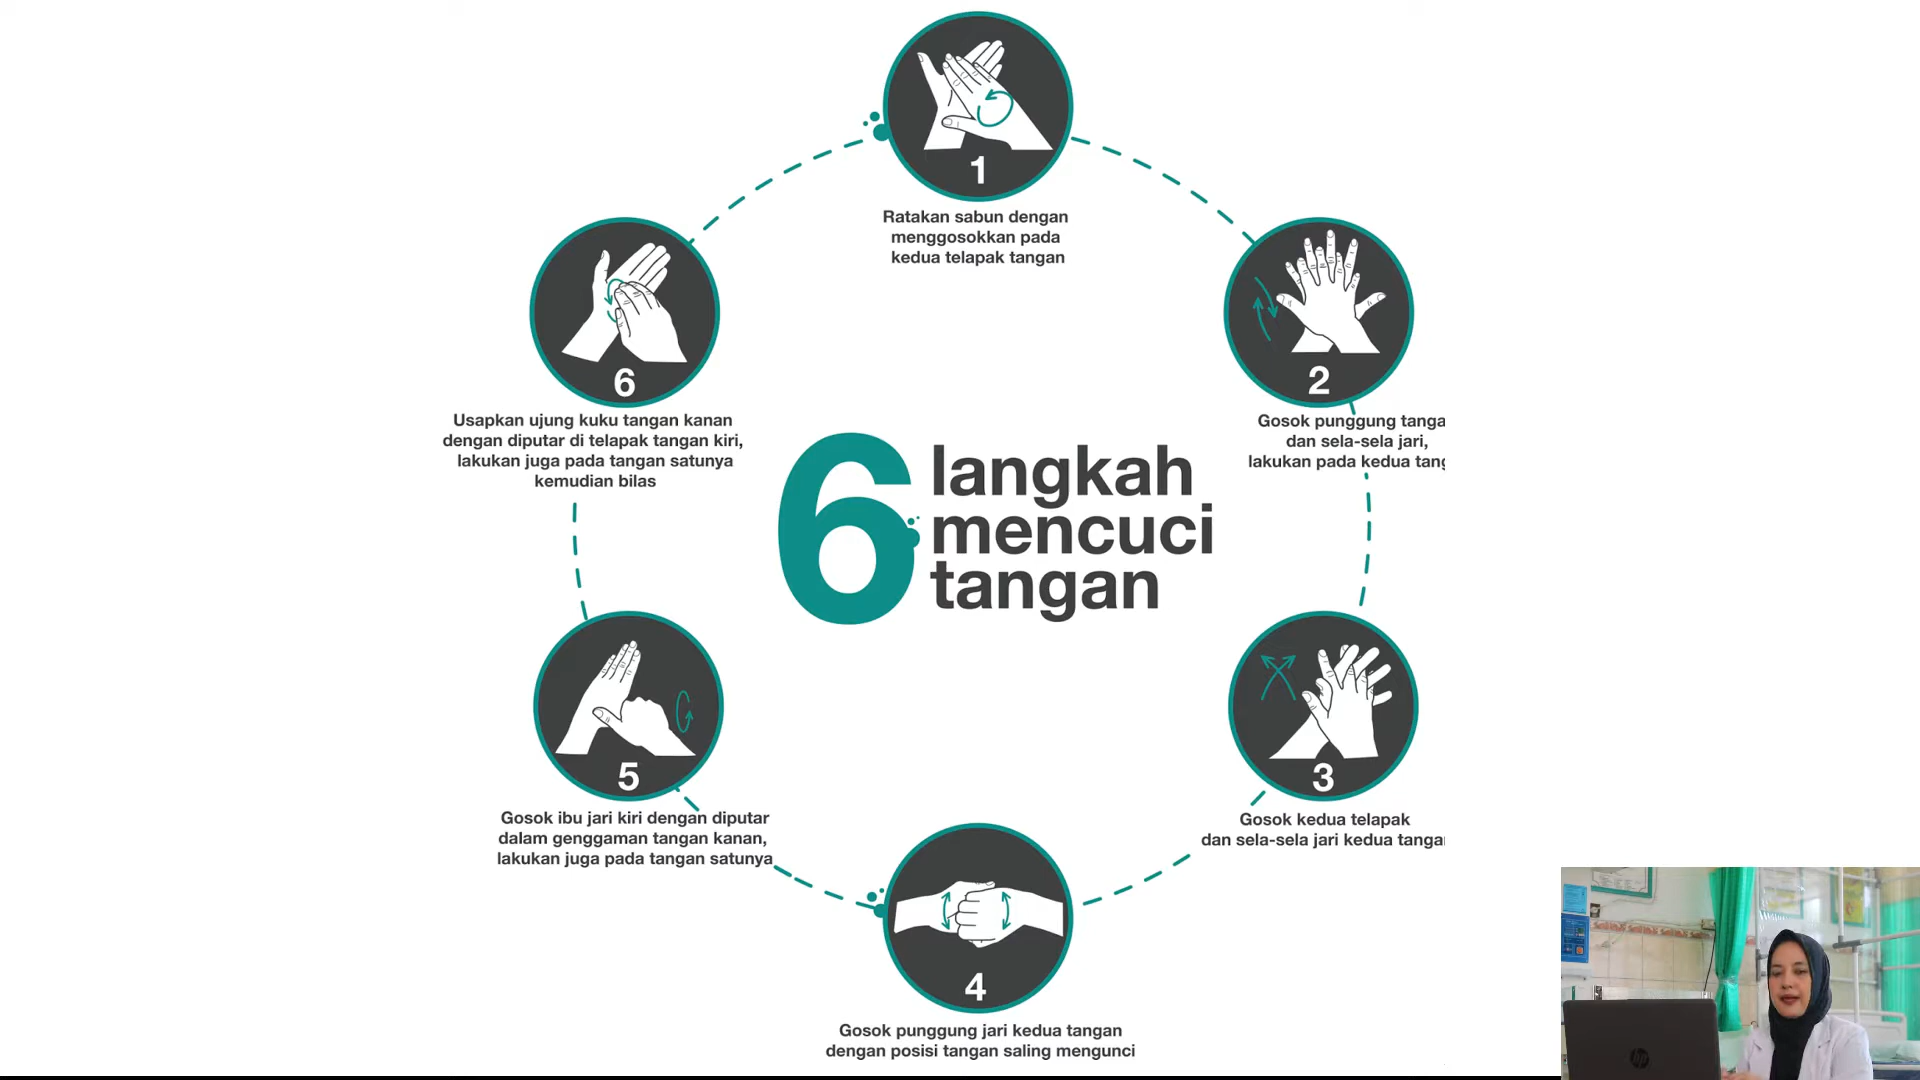 1
Ratakan sabun dengan
menggosokkan pada
kedua telapak tangan
2
Gosok punggung
dan sela-sela jari,
lakukan pada kedua
3
Gosok kedua telapak
dan sela-sela jari kedua
4
Gosok punggung jari kedua tangan
dengan posisi tangan saling mengunci
5
Gosok ibu jari kiri dengan diputar
dalam genggaman tangan kanan,
lakukan juga pada tangan satunya
6
Usapkan ujung kuku tangan kanan
dengan diputar di telapak tangan kiri,
lakukan juga pada tangan satunya
kemudian bilas
6 langkah
mencuci
tangan
hp